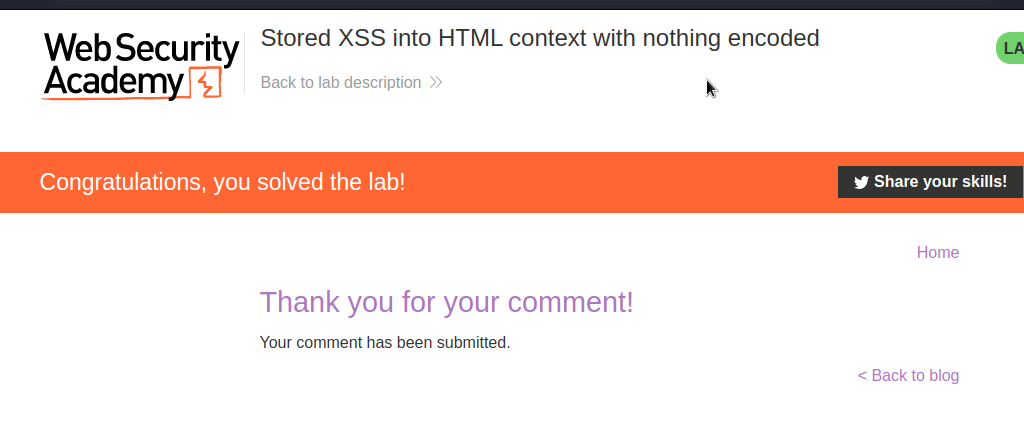 Web Security
Academy
Stored XSS into HTML context with nothing encoded
Back to lab description
LA
Congratulations, you solved the lab!
Share your skills!
Home
Thank you for your comment!
Your comment has been submitted.
< Back to blog